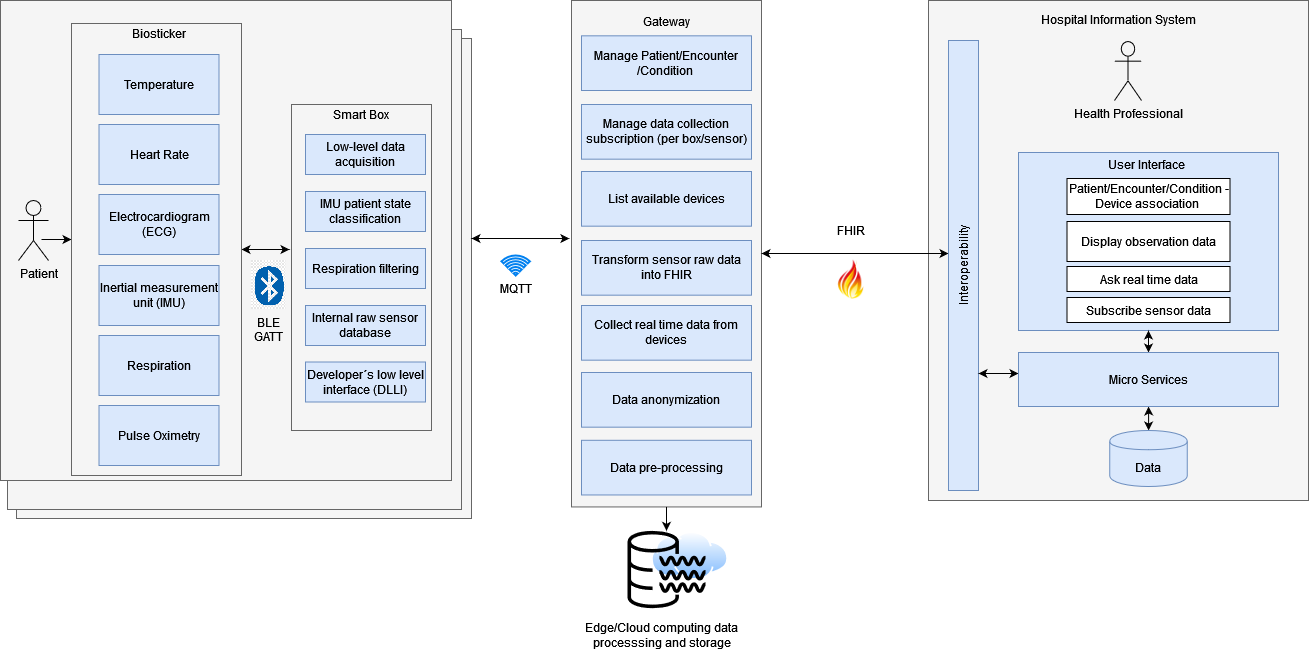 Biosticker
Temperature
Heart Rate
Electrocardiogram
(ECG)
Inertial measurement
unit (IMU)
Respiration
Pulse Oximetry
Patient
BLE
GATT
Smart Box
Low-level data
acquisition
IMU patient state
classification
Respiration filtering
Internal raw sensor
database
Developer´s low level
interface (DLLI)
MQTT
Gateway
Manage Patient/Encounter
/Condition
Manage data collection
subscription (per box/sensor)
List available devices
Transform sensor raw data
into FHIR
Collect real time data from
devices
Data anonymization
Data pre-processing
Edge/Cloud computing data
processsing and storage
FHIR
Hospital Information System
Health Professional
Interoperability
User Interface
Patient/Encounter/Condition -
Device association
Display observation data
Ask real time data
Subscribe sensor data
Micro Services
Data